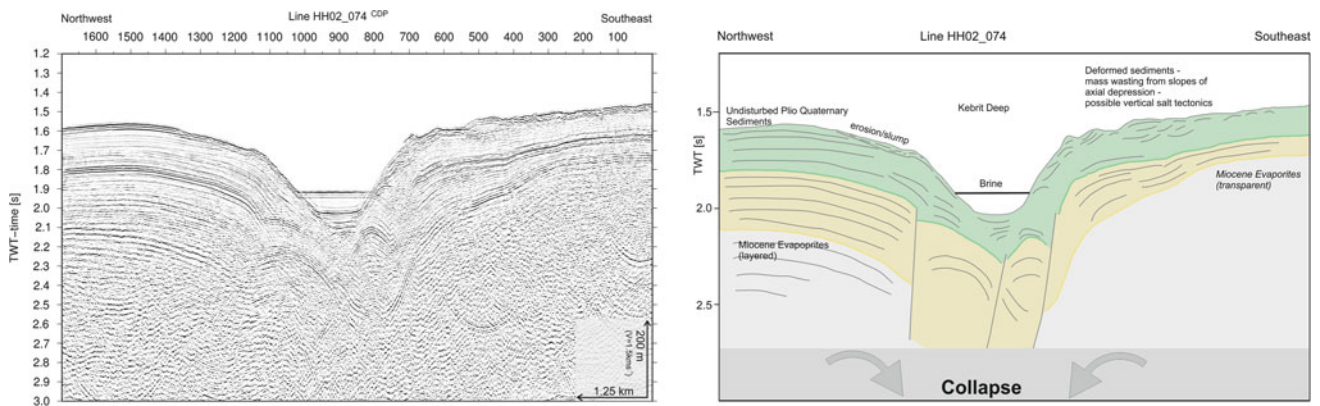 Northwest Line HH02_074 CDP Southeast
1600 1500 1400 1300 1200 1100 1000 900 800 700 600 500 400 300 200 100
1.2
1.3
1.4
1.5
1.6
1.7
1.8
1.9
2.0
2.1
2.2
2.3
2.4
2.5
2.6
2.7
2.8
2.9
3.0
TWT-time [s]
200 m
1.25 km
Northwest Line HH02_074 Southeast
Deformed sediments -
mass wasting from slopes of
axial depression -
possible vertical salt tectonics
Undisturbed Plio Quaternary
Sediments
Kebrit Deep
erosion/slump
1.5
TWT [s]
Brine
Miocene Evaporites
(transparent)
2.0
Miocene Evapoprites
(layered)
2.5
Collapse